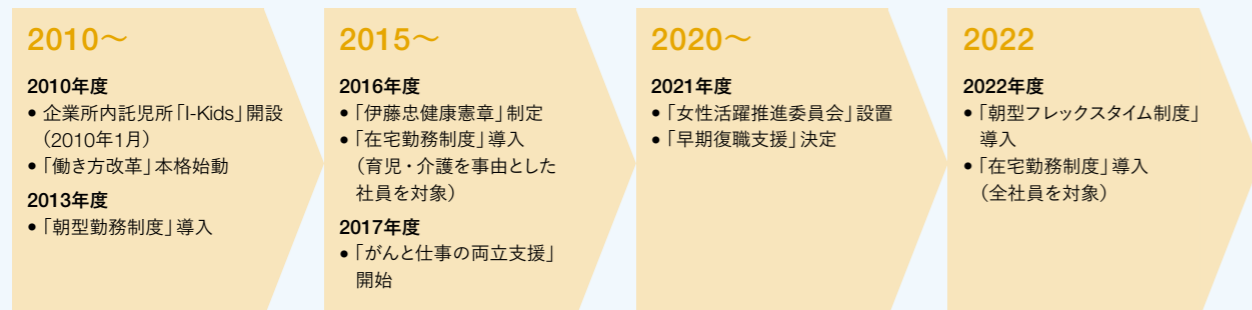 2010～
2010年度
• 企業所内託児所「I-Kids」開設
（2010年1月）
• 「働き方改革」本格始動
2013年度
• 「朝型勤務制度」導入
2015～
2016年度
• 「伊藤忠健康憲章」制定
• 「在宅勤務制度」導入
（育児・介護を事由とした
社員を対象）
2017年度
• 「がんと仕事の両立支援」
開始
2020～
2021年度
• 「女性活躍推進委員会」設置
• 「早期復職支援」決定
2022
2022年度
• 「朝型フレックスタイム制度」
導入
• 「在宅勤務制度」導入
（全社員を対象）